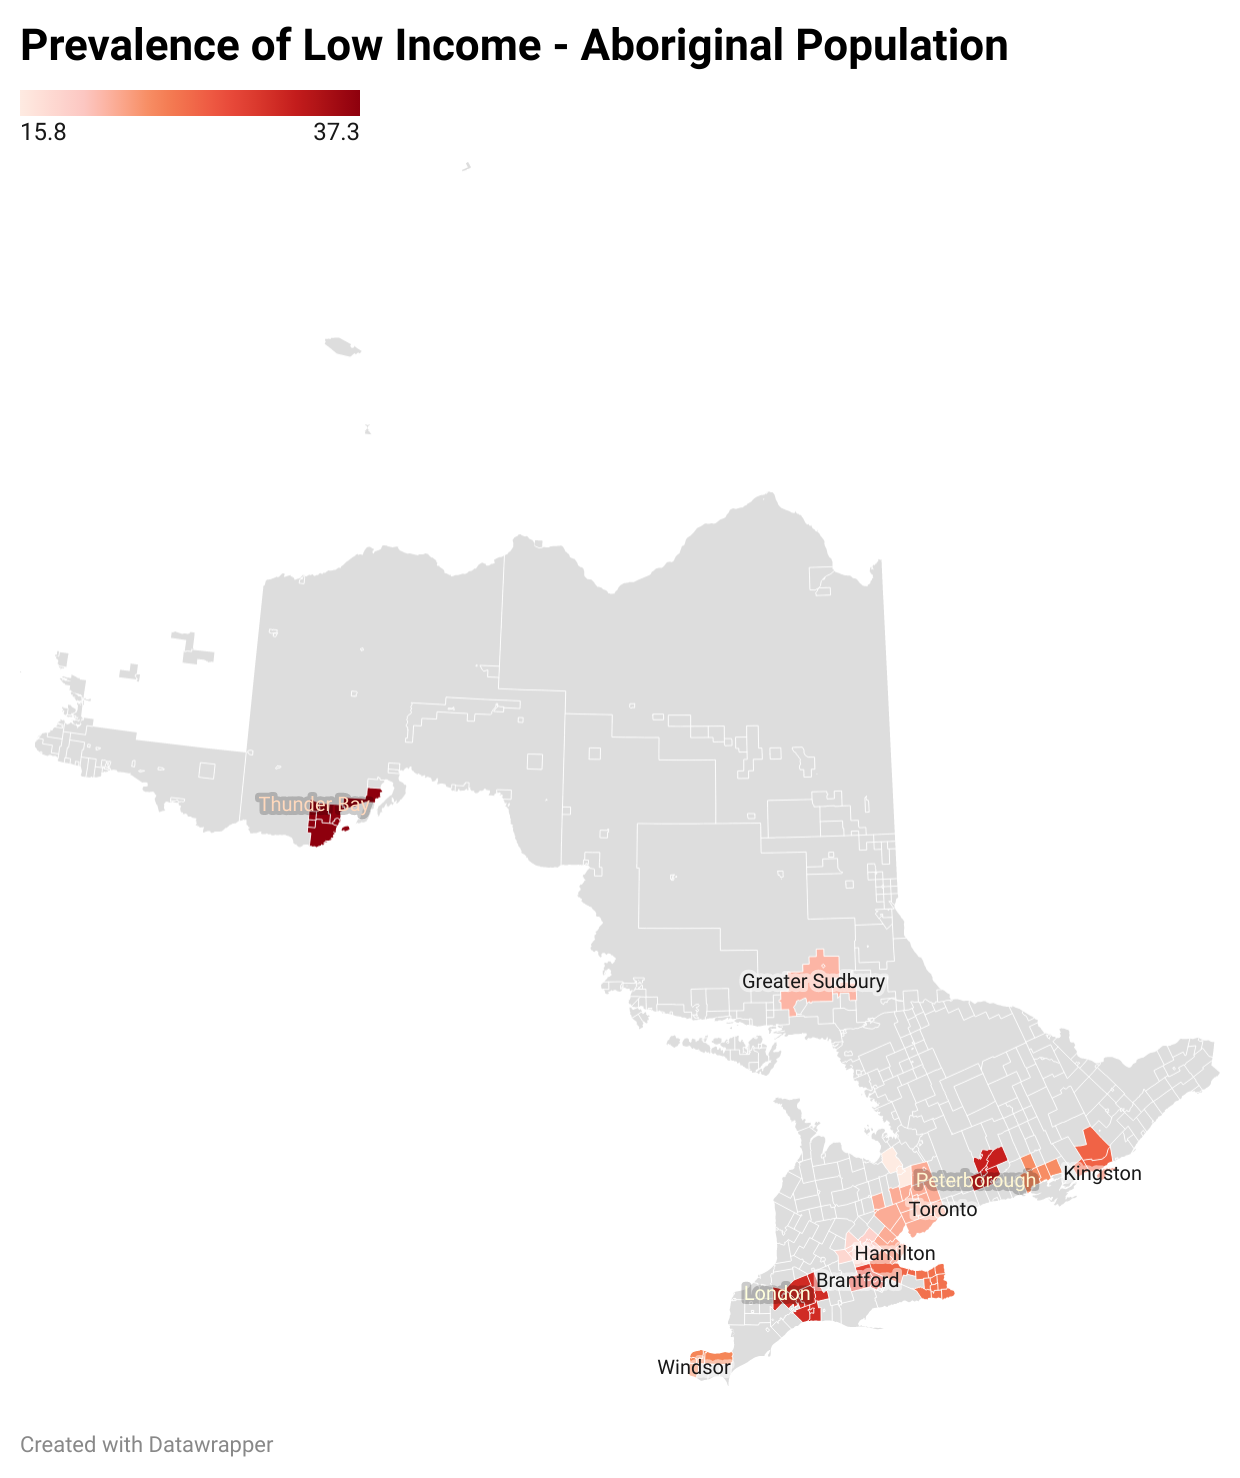 Prevalence of Low Income - Aboriginal Population
15.8 37.3
Thunder Bay
Greater Sudbury
Kingston
Peterborough
Toronto
Hamilton
Brantford
London
Windsor
Created with Datawrapper